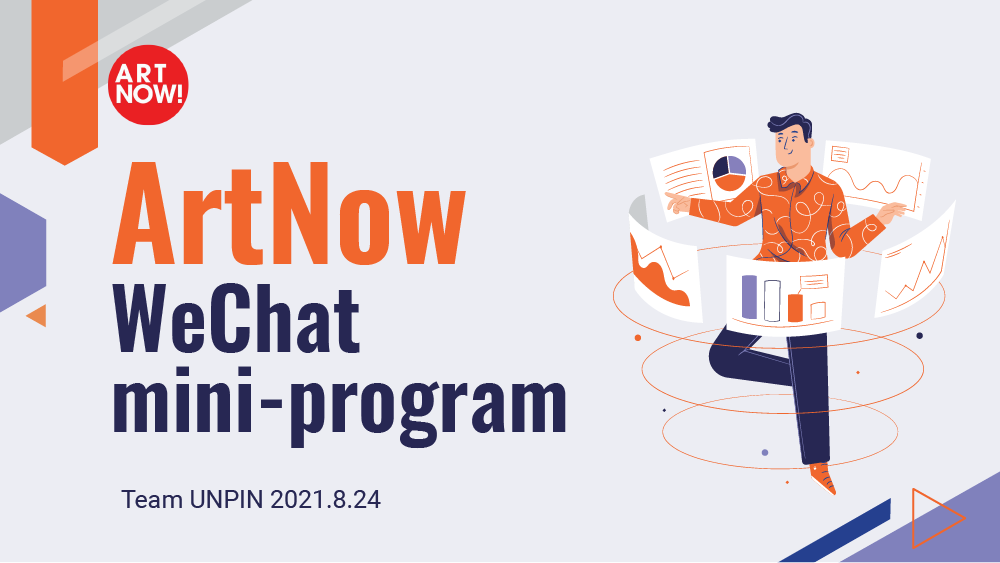 ART
NOW!
ArtNow
WeChat
mini-program
Team UNPIN 2021.8.24